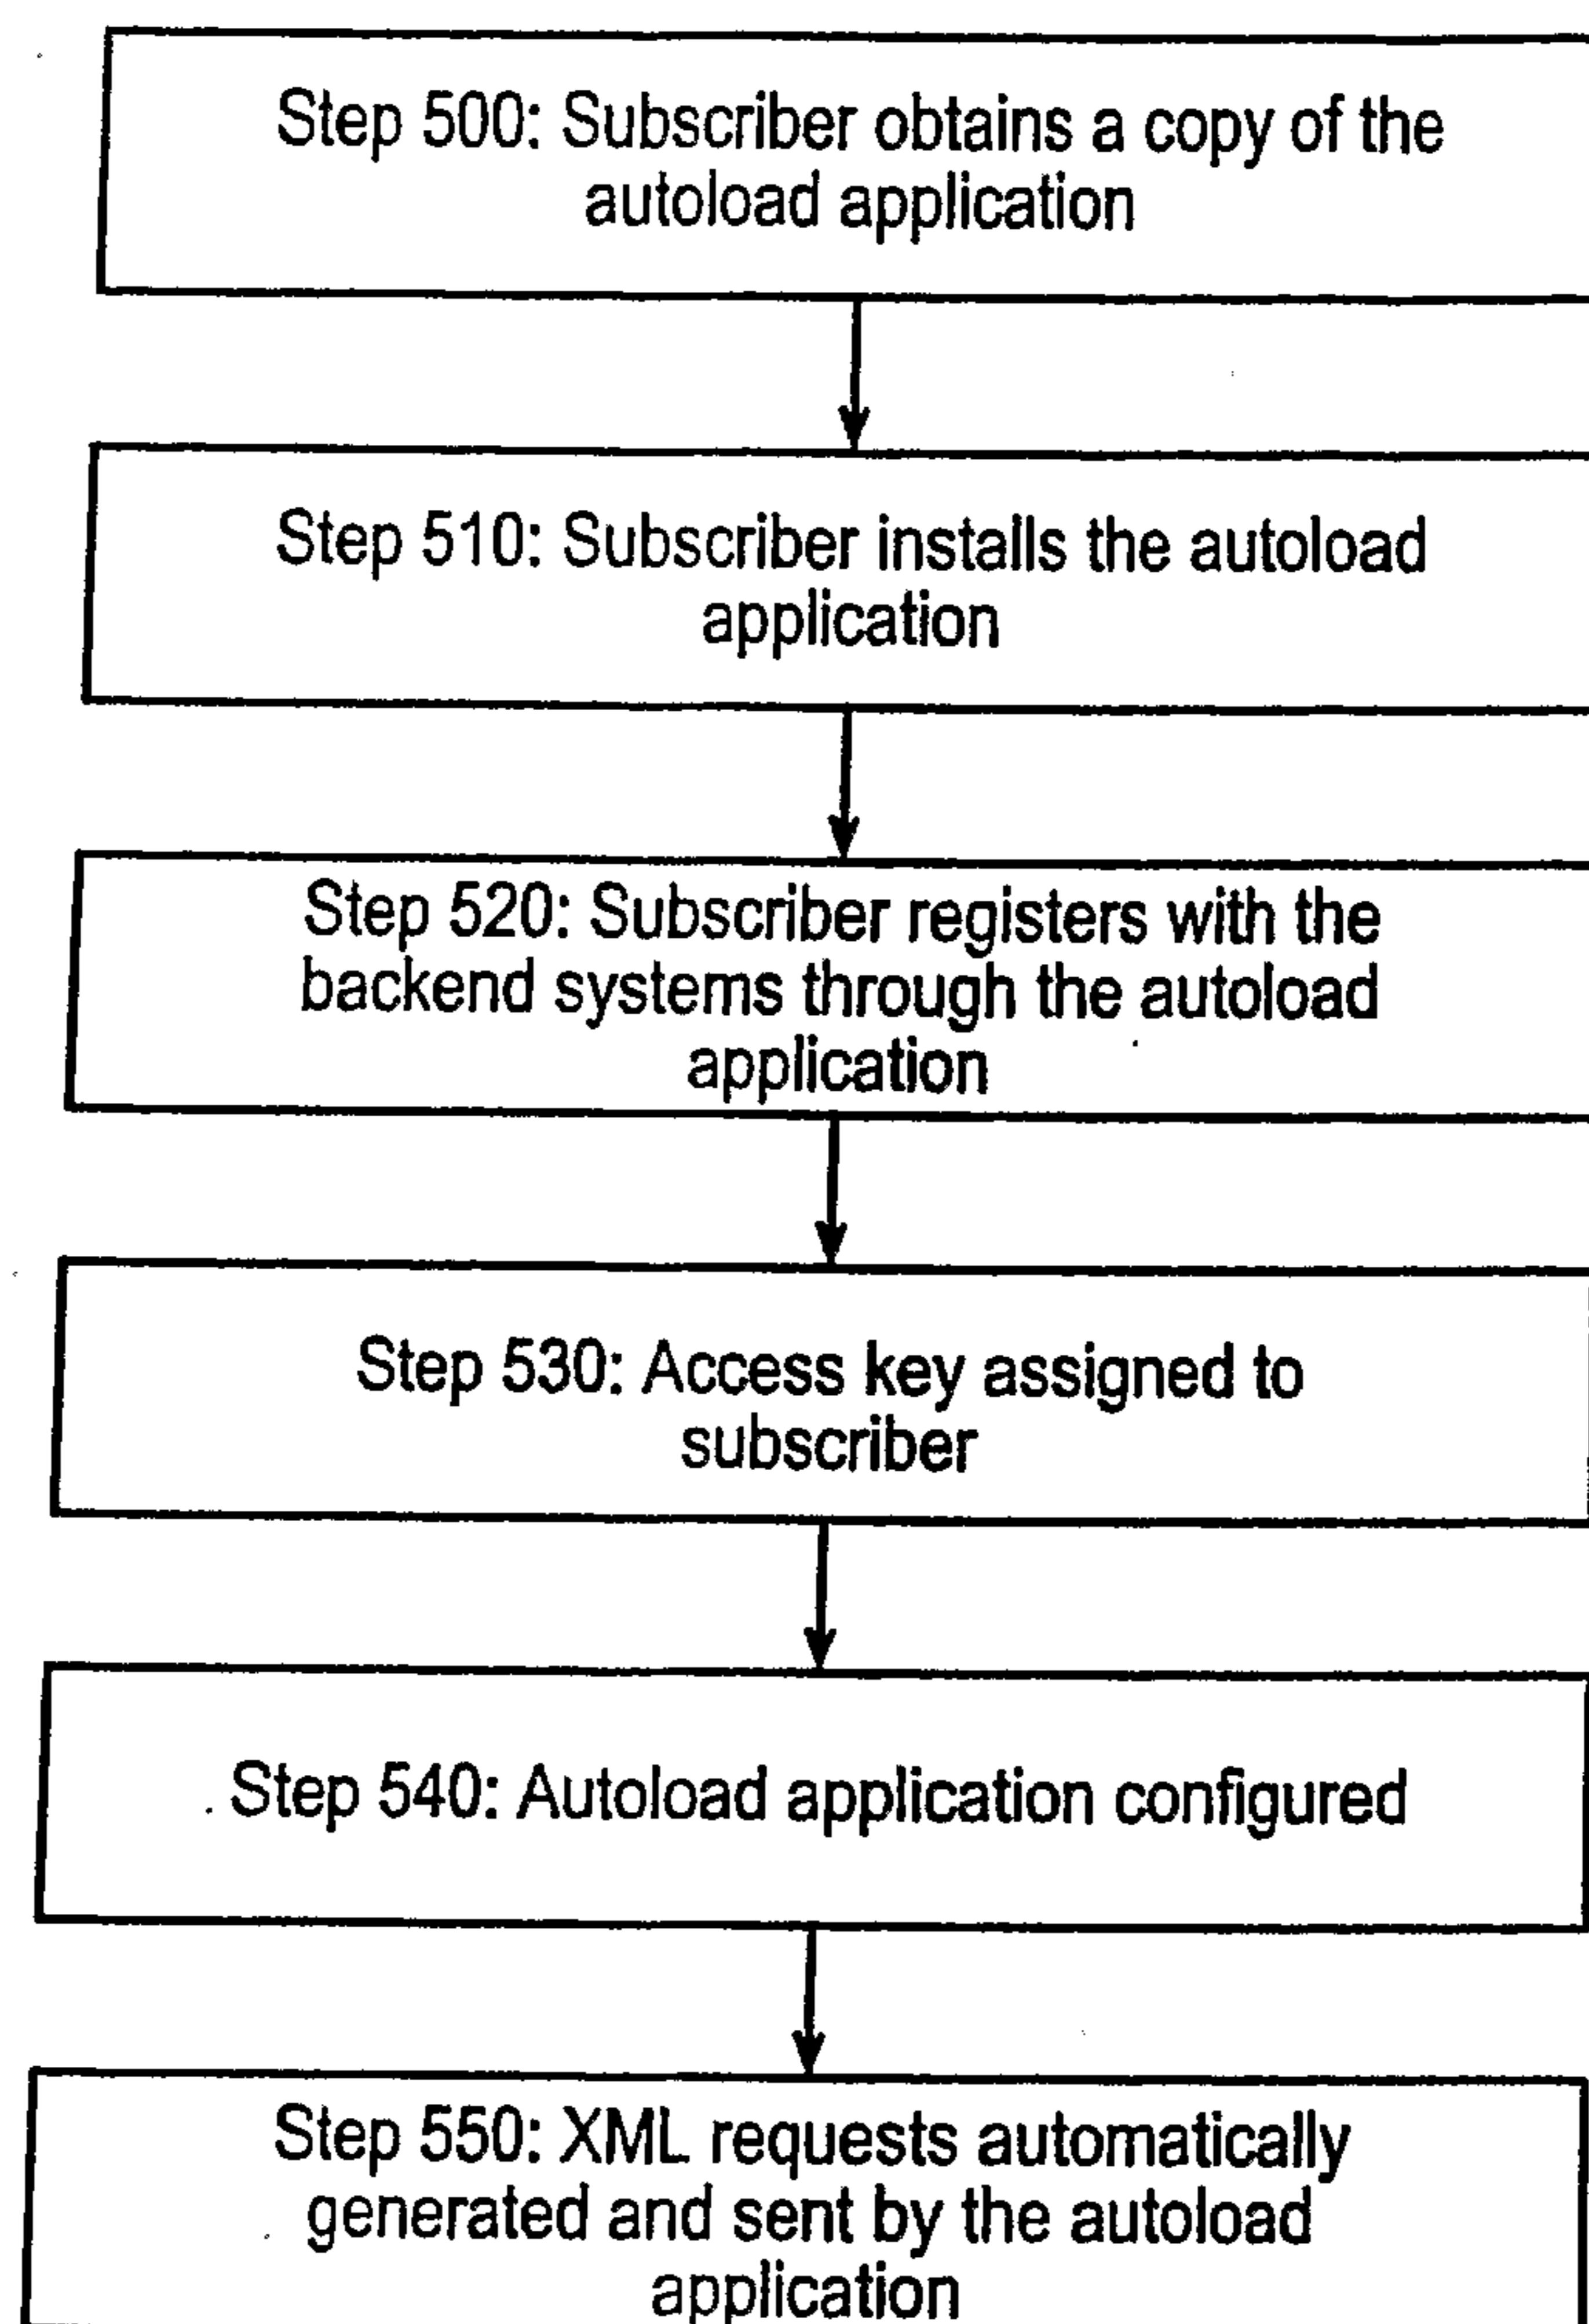 Step 500: Subscriber obtains a copy of the
autoload application
Step 510: Subscriber installs the autoload
application
Step 520: Subscriber registers with the
backend systems through the autoload
application
Step 530: Access key assigned to
subscriber
Step 540: Autoload application configured
Step 550: XML requests automatically
generated and sent by the autoload
application